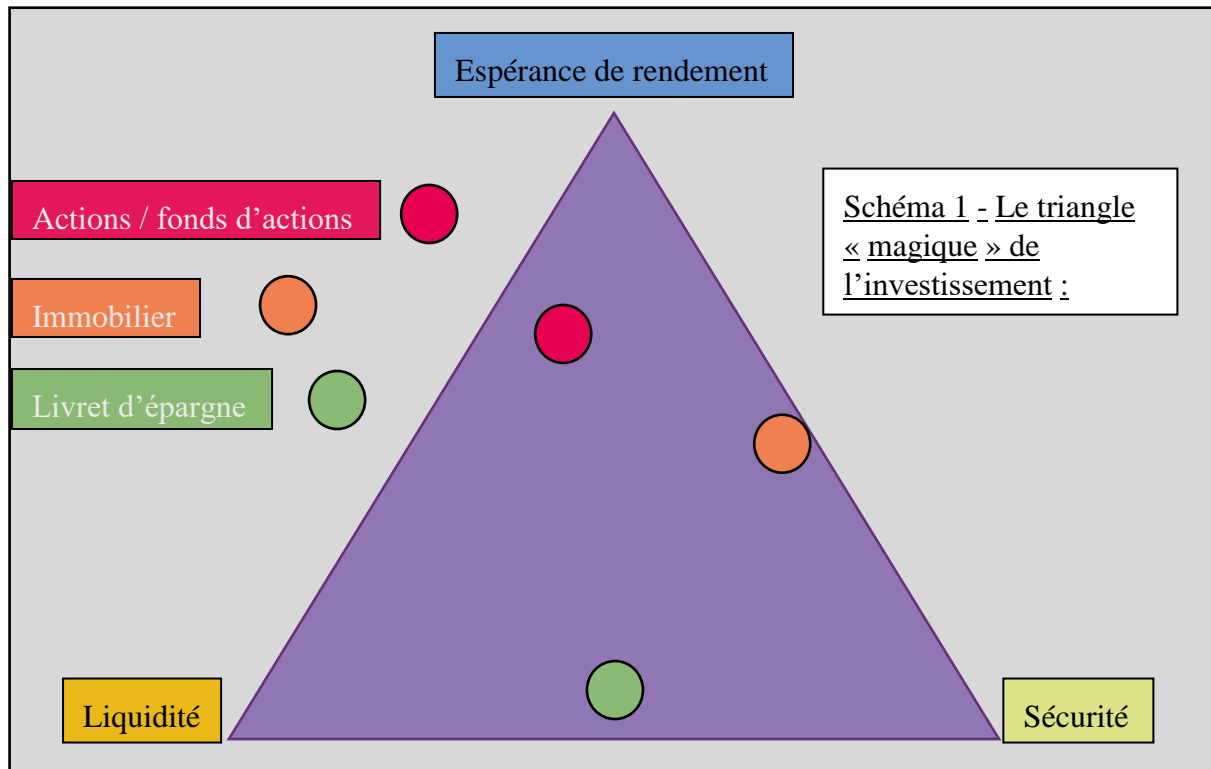 Espérance de rendement
Actions / fonds d’actions
Immobilier
Livret d’épargne
Schéma 1 - Le triangle
« magique » de
l’investissement :
Liquidité
Sécurité